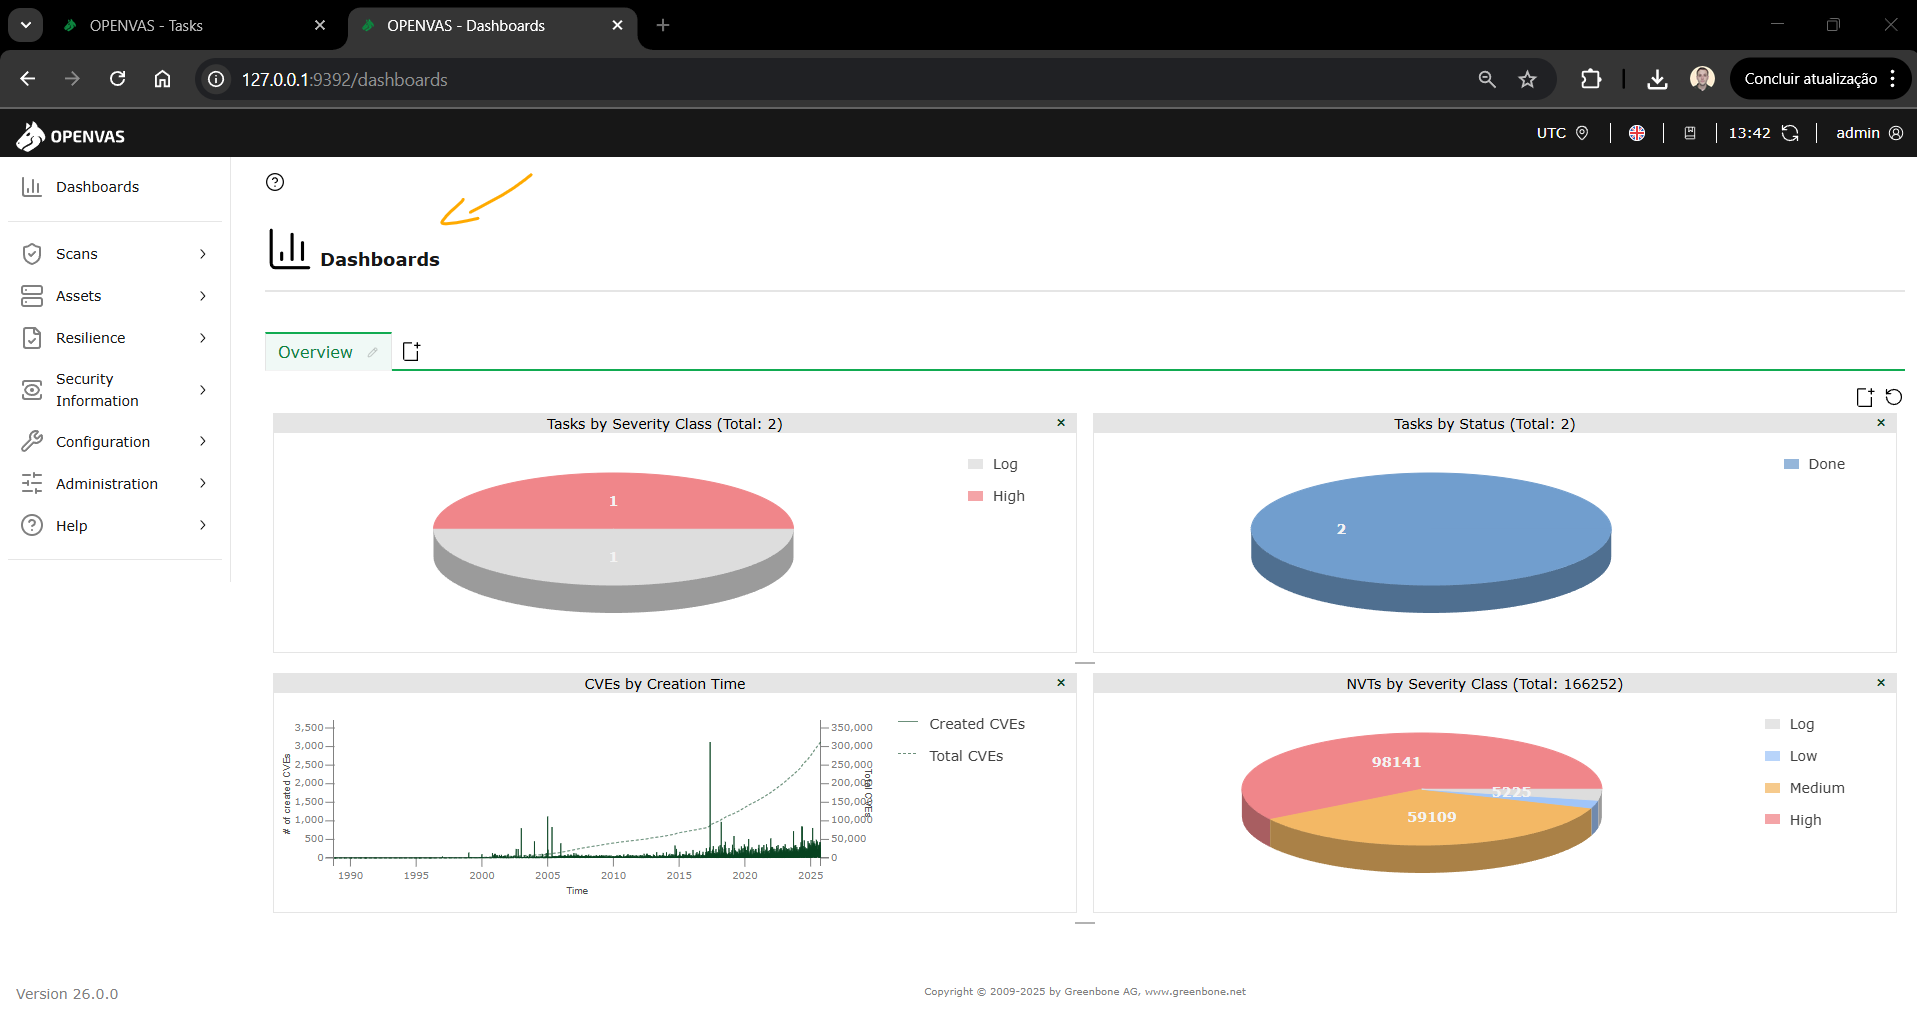 OPENVAS - Tasks
OPENVAS - Dashboards
127.0.0.1:9392/dashboards
Concluir atualização
OPENVAS
UTC
13:42
admin
Dashboards
Scans
Assets
Resilience
Security
Information
Configuration
Administration
Help
Dashboards
Overview
Tasks by Severity Class (Total: 2)
1
1
Log
High
Tasks by Status (Total: 2)
2
Done
CVEs by Creation Time
# of created CVEs
3,500
3,000
2,500
2,000
1,500
1,000
500
0
350,000
300,000
250,000
200,000
150,000
100,000
50,000
0
Total CVEs
1990 1995 2000 2005 2010 2015 2020 2025
Time
Created CVEs
Total CVEs
NVTs by Severity Class (Total: 166252)
98141
5225
59109
Log
Low
Medium
High
Version 26.0.0
Copyright © 2009-2025 by Greenbone AG, www.greenbone.net